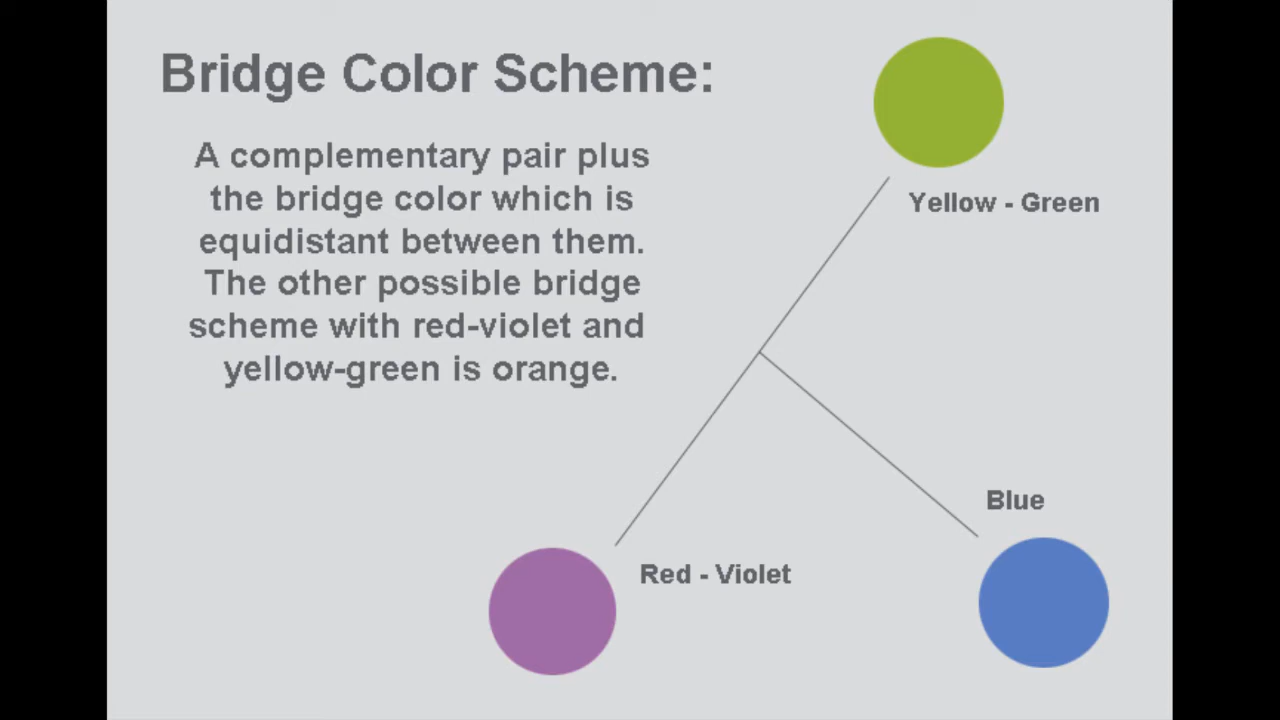 Bridge Color Scheme:
A complementary pair plus
the bridge color which is
equidistant between them.
The other possible bridge
scheme with red-violet and
yellow-green is orange.
Yellow - Green
Blue
Red - Violet